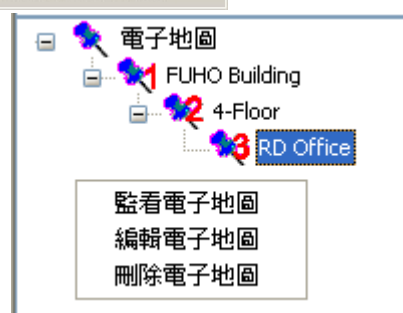 電子地圖
1 FUHO Building
2 4-Floor
3 RD Office
監看電子地圖
編輯電子地圖
刪除電子地圖